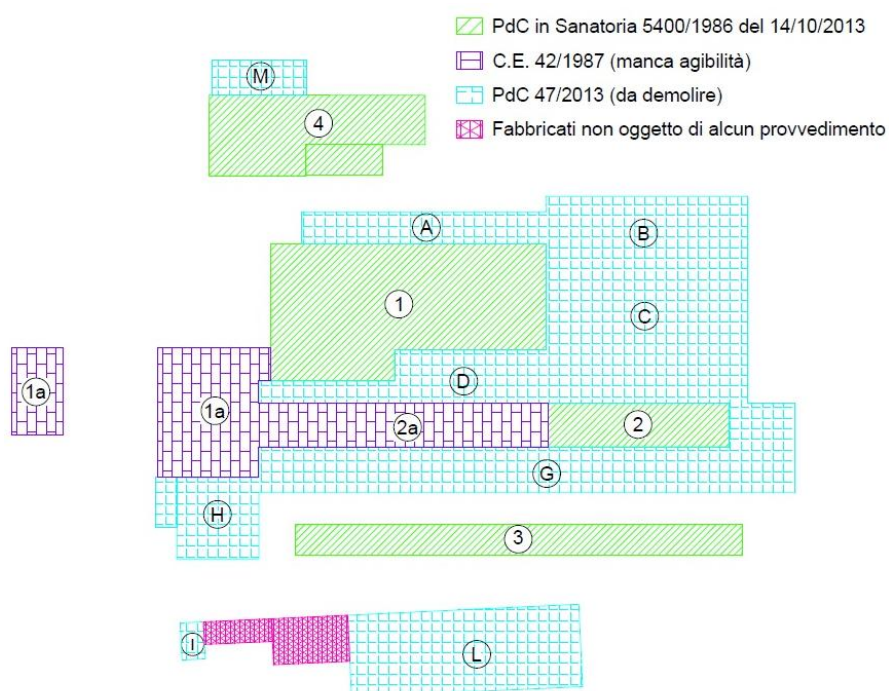 PdC in Sanatoria 5400/1986 del 14/10/2013
C.E. 42/1987 (manca agibilità)
PdC 47/2013 (da demolire)
Fabbricati non oggetto di alcun provvedimento
M
4
A
B
1
C
1a
1a
D
2a
2
G
H
3
I
L